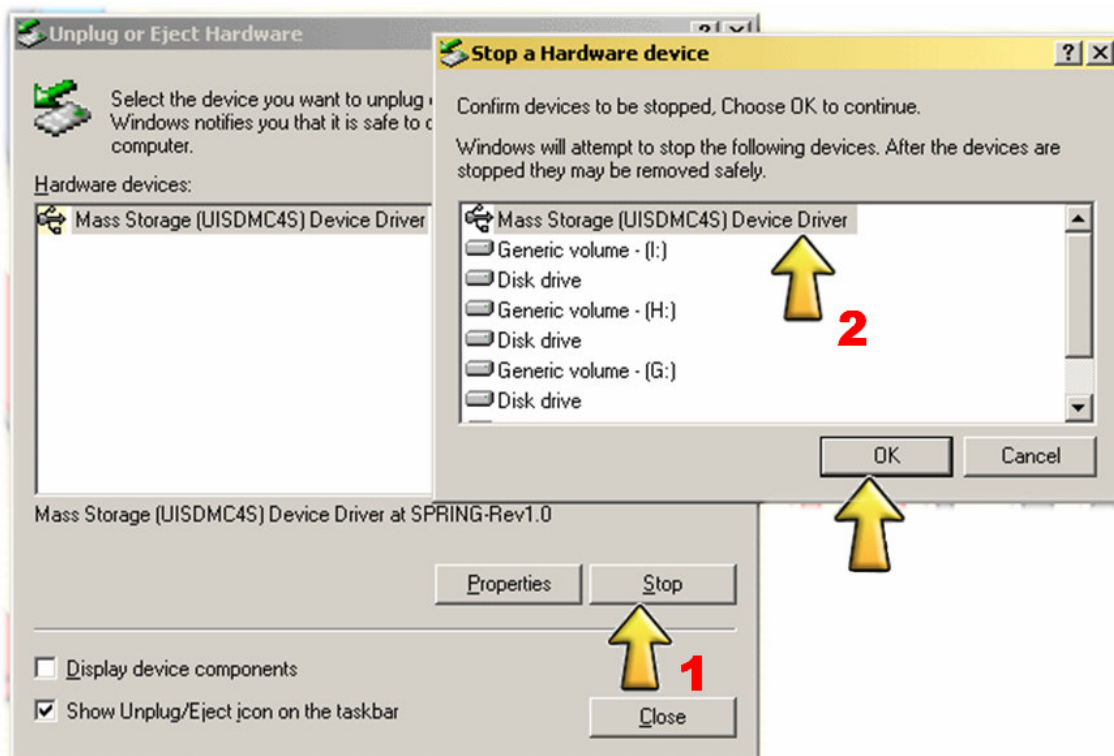 Unplug or Eject Hardware
Select the device you want to unplug
Windows notifies you that it is safe to
computer.
Hardware devices:
Mass Storage (UISDMC4S) Device Driver
Mass Storage (UISDMC4S) Device Driver at SPRING-Rev1.0
Properties
Stop
1
Display device components
Show Unplug/Eject icon on the taskbar
Close
Stop a Hardware device
Confirm devices to be stopped, Choose OK to continue.
Windows will attempt to stop the following devices. After the devices are
stopped they may be removed safely.
Mass Storage (UISDMC4S) Device Driver
Generic volume - (I:)
Disk drive
Generic volume - (H:)
Disk drive
Generic volume - (G:)
Disk drive
2
OK
Cancel